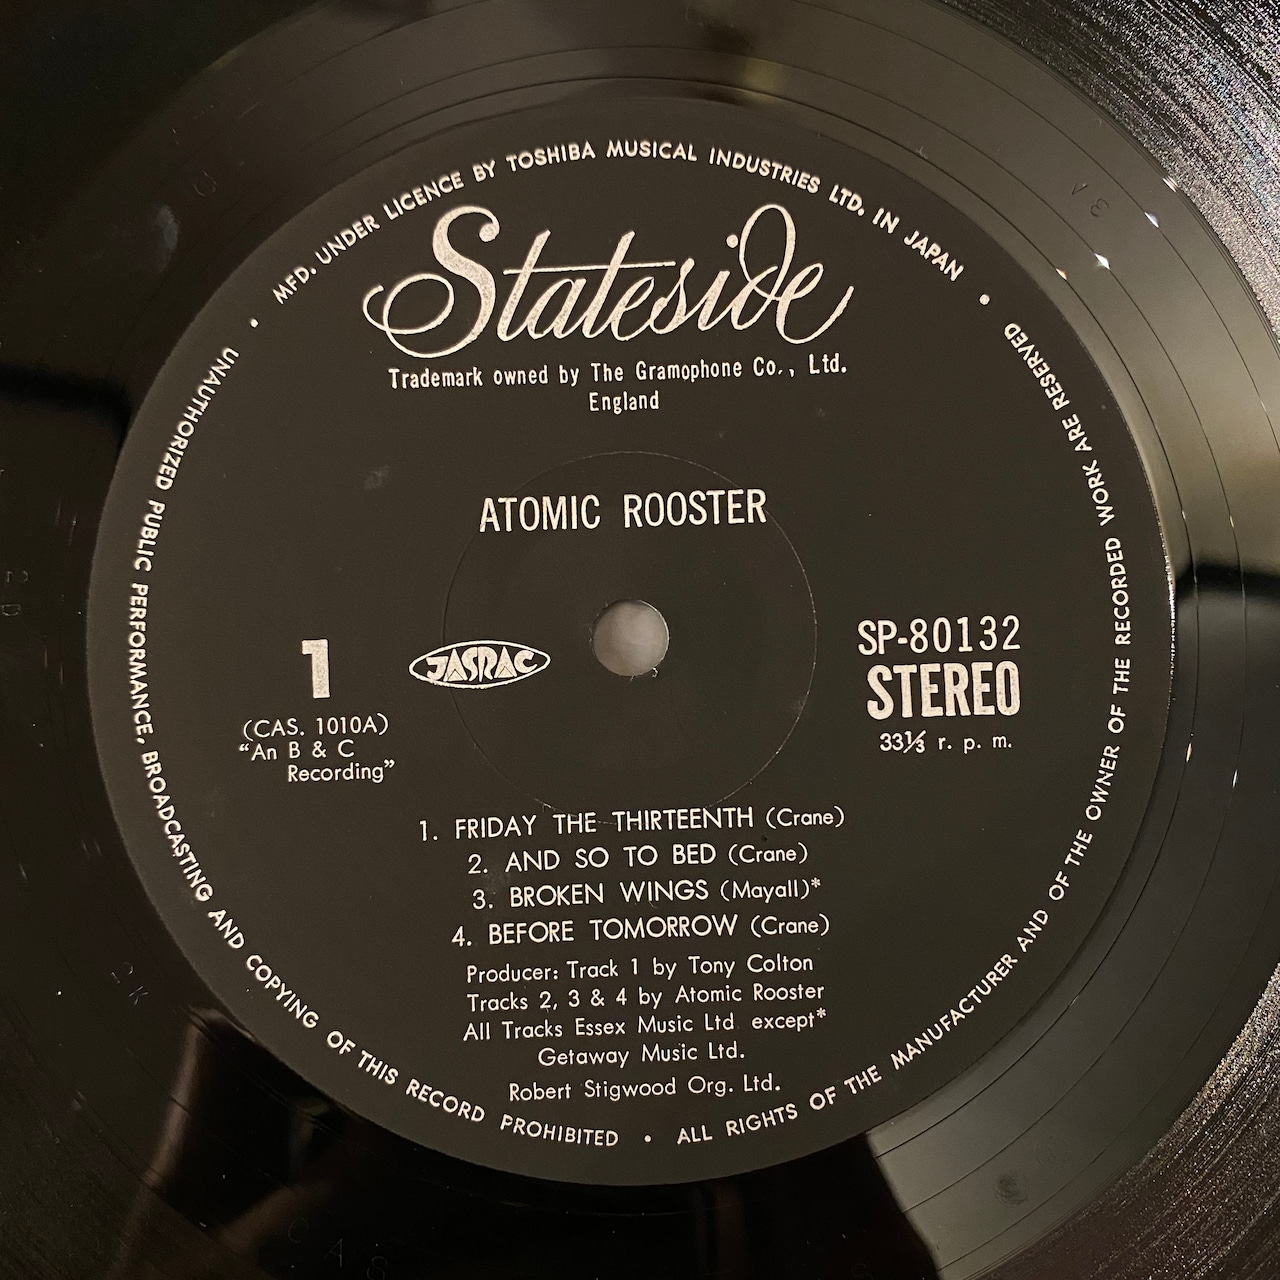 MFD. UNDER LICENCE BY TOSHIBA MUSICAL INDUSTRIES LTD. IN JAPAN •
Stateside
Trademark owned by The Gramophone Co., Ltd.
England
ATOMIC ROOSTER
1
JASRAC
SP-80132
STEREO
33⅓ r. p. m.
(CAS. 1010A)
“An B & C
Recording”
1. FRIDAY THE THIRTEENTH (Crane)
2. AND SO TO BED (Crane)
3. BROKEN WINGS (Mayall)*
4. BEFORE TOMORROW (Crane)
Producer: Track 1 by Tony Colton
Tracks 2, 3 & 4 by Atomic Rooster
All Tracks Essex Music Ltd except*
Getaway Music Ltd.
Robert Stigwood Org. Ltd.
• UNAUTHORIZED PUBLIC PERFORMANCE, BROADCASTING AND COPYING OF THIS RECORD PROHIBITED • ALL RIGHTS OF THE MANUFACTURER AND OF THE OWNER OF THE RECORDED WORK ARE RESERVED
2D
2K
CAS